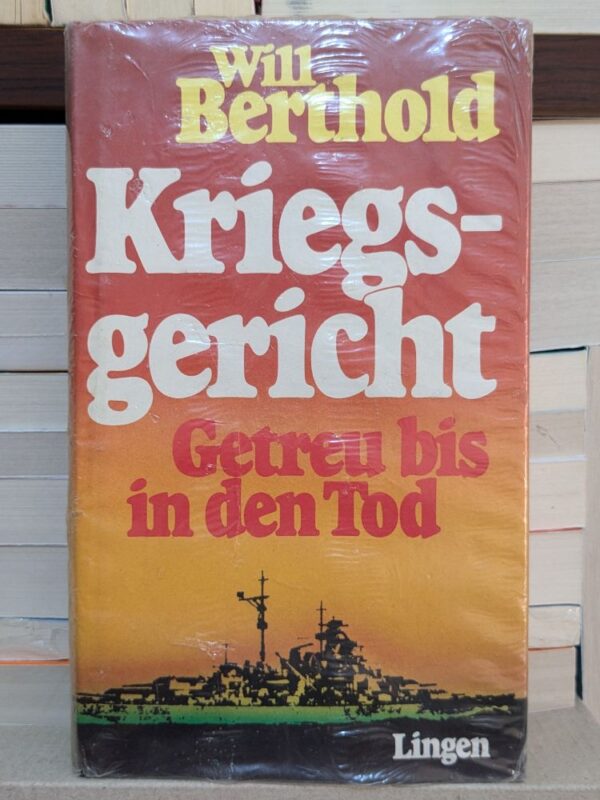 Will
Berthold
Kriegs-
gericht
Getreu bis
in den Tod
Lingen